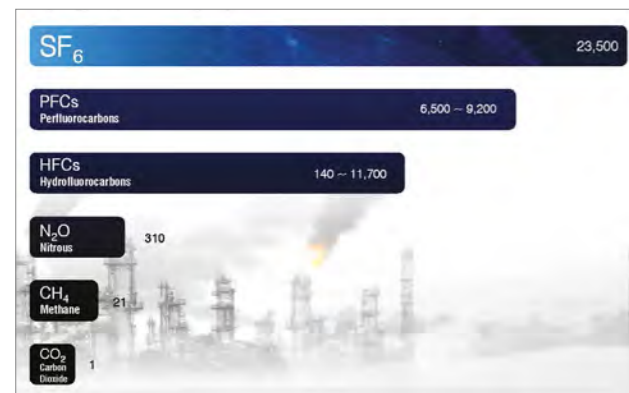 SF₆ 23,500
PFCs
Perfluorocarbons
6,500 ~ 9,200
HFCs
Hydrofluorocarbons
140 ~ 11,700
N₂O
Nitrous
310
CH₄
Methane
21
CO₂
Carbon
Dioxide
1